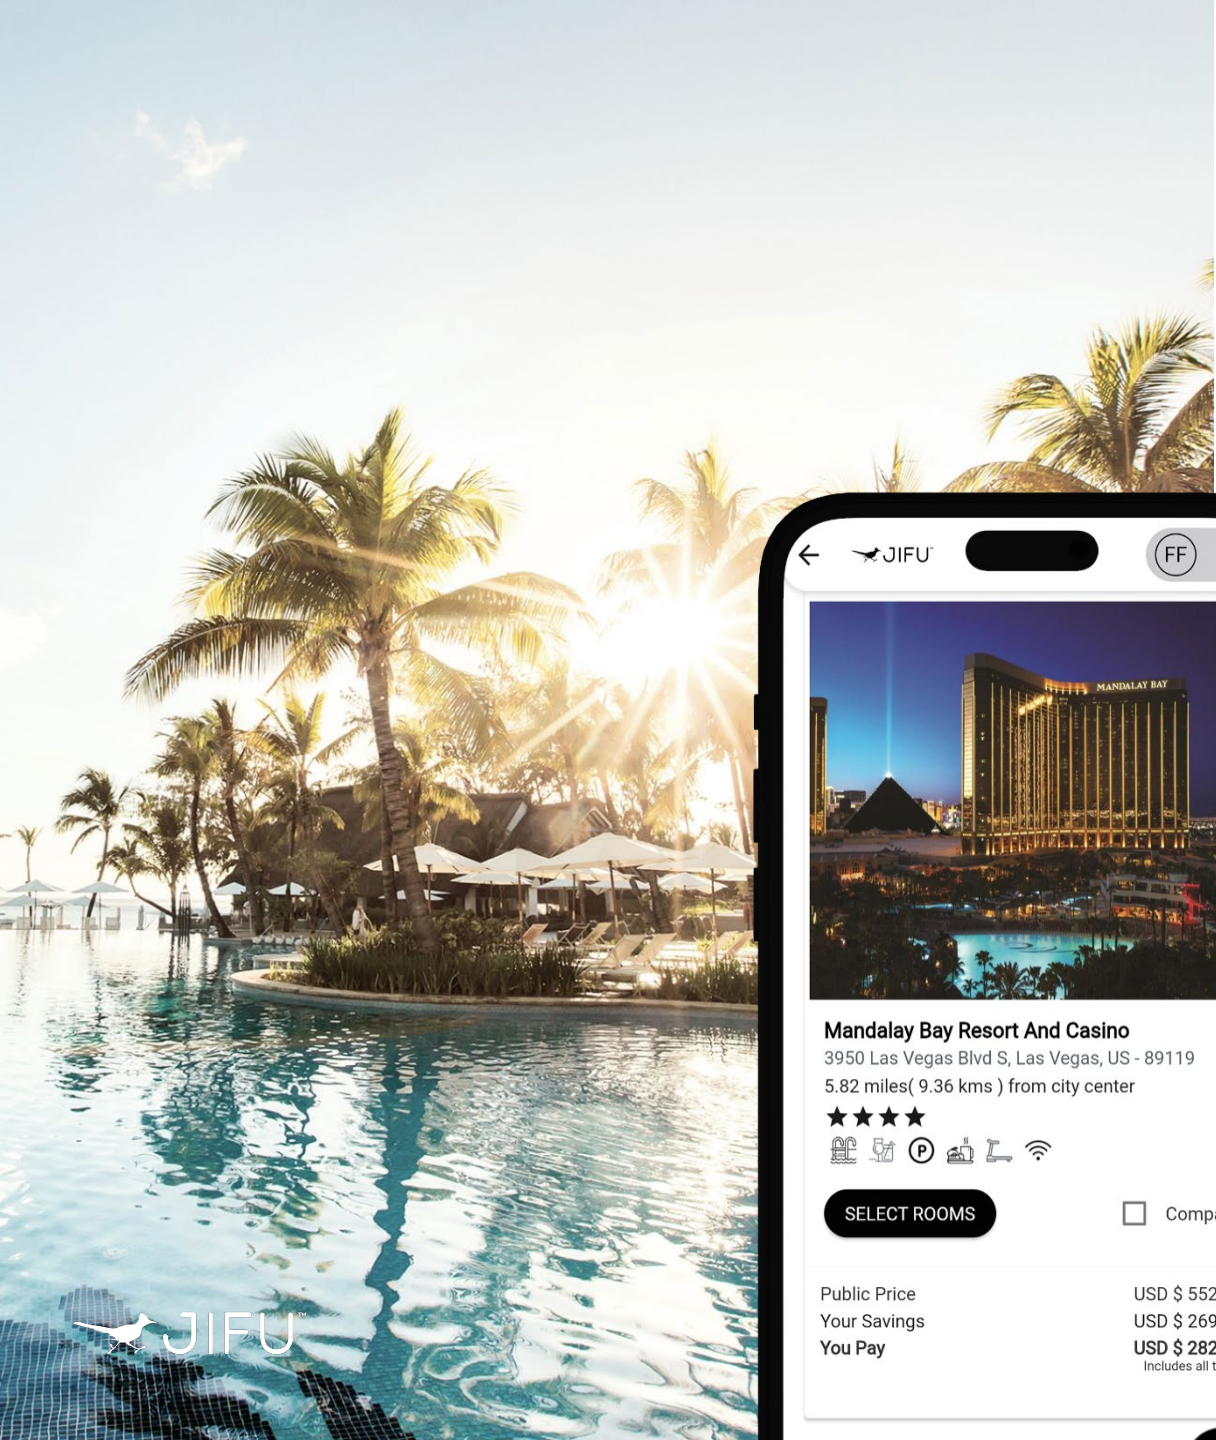 JIFU
FF
MANDALAY BAY
Mandalay Bay Resort And Casino
3950 Las Vegas Blvd S, Las Vegas, US - 89119
5.82 miles( 9.36 kms ) from city center
P
SELECT ROOMS
Compa
Public Price USD $ 552
Your Savings USD $ 269
You Pay USD $ 282
Includes all t
JIFU™